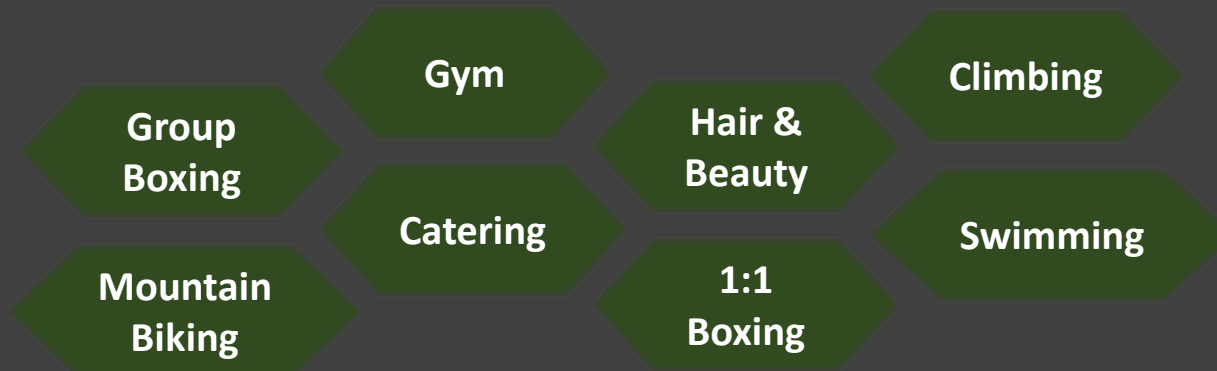 Gym
Climbing
Group
Boxing
Hair &
Beauty
Catering
Swimming
Mountain
Biking
1:1
Boxing